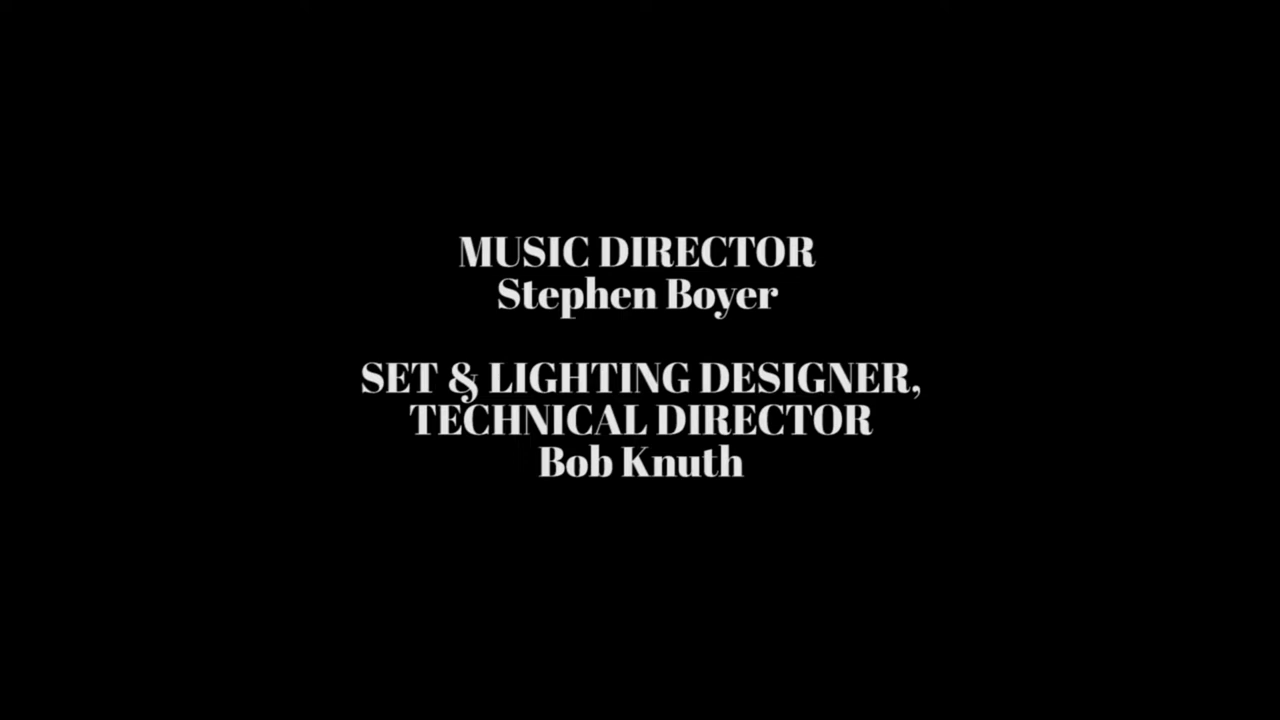 MUSIC DIRECTOR
Stephen Boyer
SET & LIGHTING DESIGNER,
TECHNICAL DIRECTOR
Bob Knuth